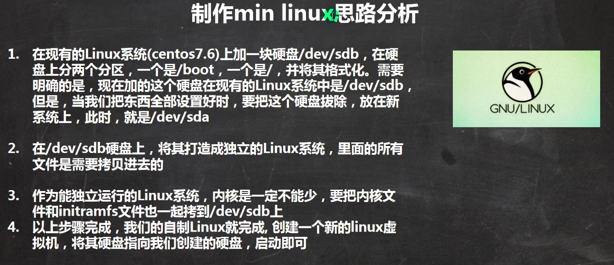 制作min linux思路分析
1. 在现有的Linux系统(centos7.6)上加一块硬盘/dev/sdb，在硬
盘上分两个分区，一个是/boot，一个是/，并将其格式化。需要
明确的是，现在加的这个硬盘在现有的Linux系统中是/dev/sdb，
但是，当我们把东西全部设置好时，要把这个硬盘拔除，放在新
系统上，此时，就是/dev/sda
GNU/LINUX
2. 在/dev/sdb硬盘上，将其打造成独立的Linux系统，里面的所有
文件是需要拷贝进去的
3. 作为能独立运行的Linux系统，内核是一定不能少，要把内核文
件和initramfs文件也一起拷到/dev/sdb上
4. 以上步骤完成，我们的自制Linux就完成, 创建一个新的linux虚
拟机，将其硬盘指向我们创建的硬盘，启动即可